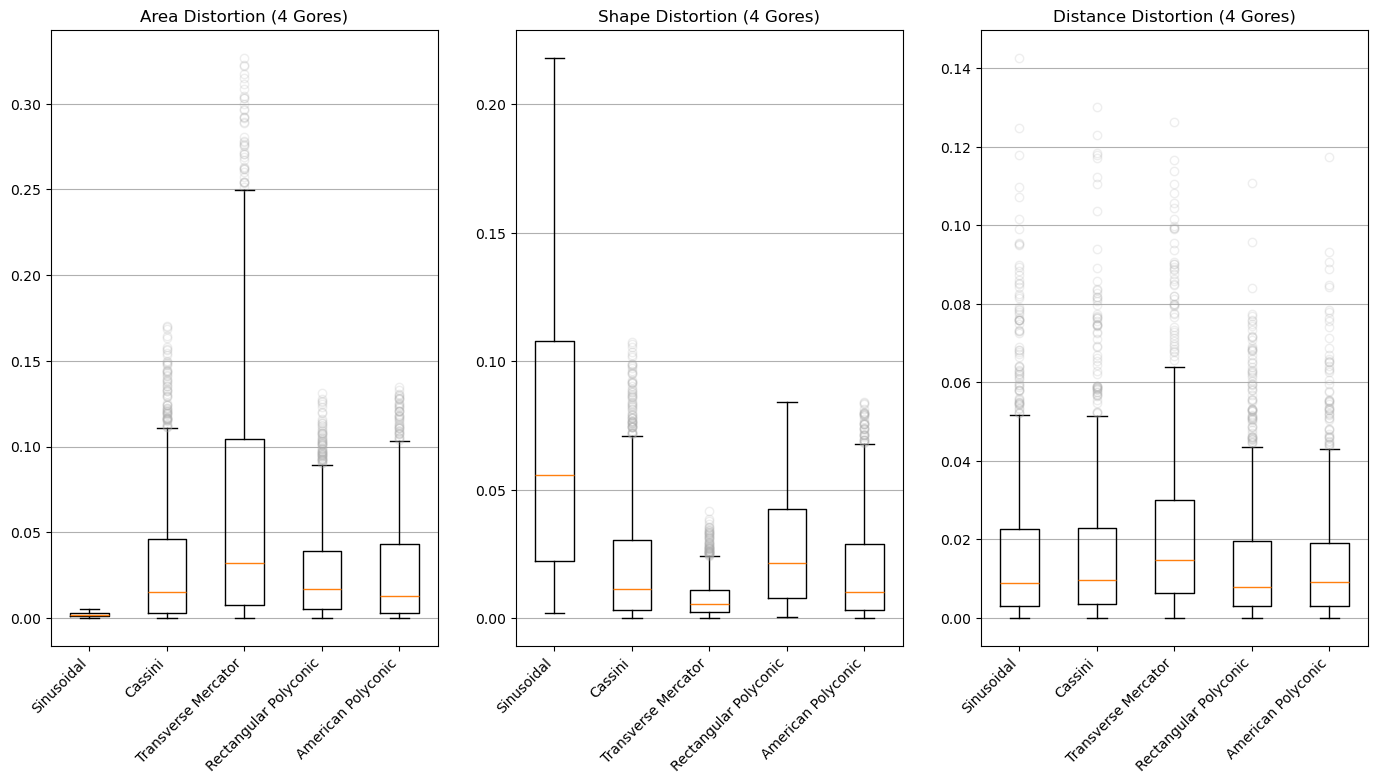 Area Distortion (4 Gores)
0.30
0.25
0.20
0.15
0.10
0.05
0.00
Sinusoidal
Cassini
Transverse Mercator
Rectangular Polyconic
American Polyconic
Shape Distortion (4 Gores)
0.20
0.15
0.10
0.05
0.00
Sinusoidal
Cassini
Transverse Mercator
Rectangular Polyconic
American Polyconic
Distance Distortion (4 Gores)
0.14
0.12
0.10
0.08
0.06
0.04
0.02
0.00
Sinusoidal
Cassini
Transverse Mercator
Rectangular Polyconic
American Polyconic